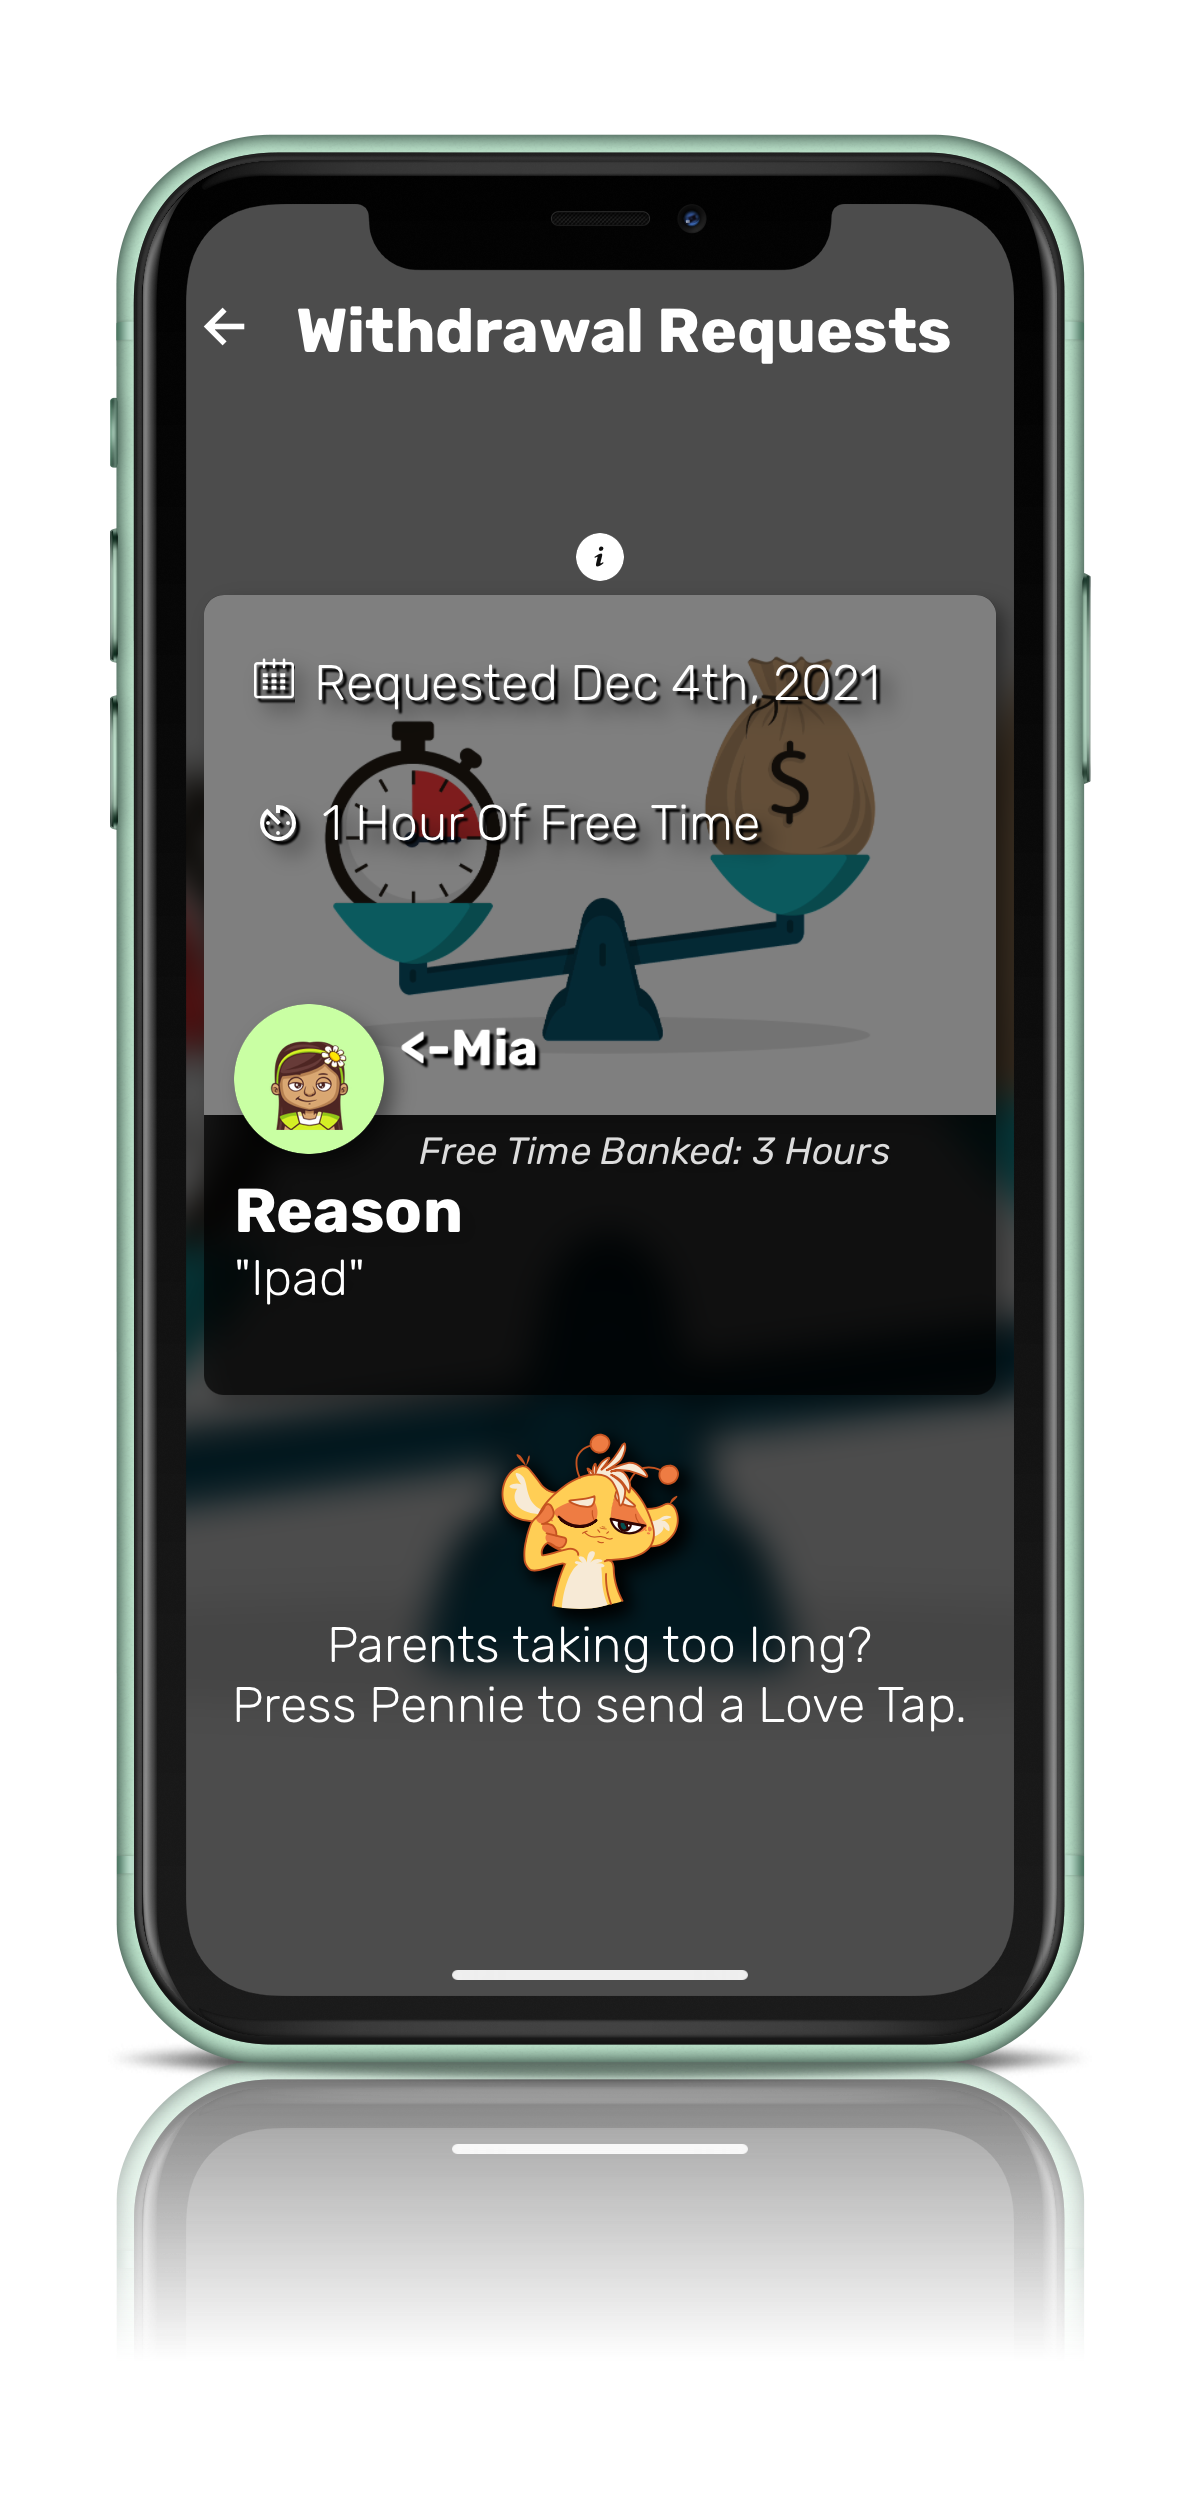 Withdrawal Requests
i
Requested Dec 4th, 2021
$
1 Hour Of Free Time
<-Mia
Free Time Banked: 3 Hours
Reason
"Ipad"
Parents taking too long?
Press Pennie to send a Love Tap.